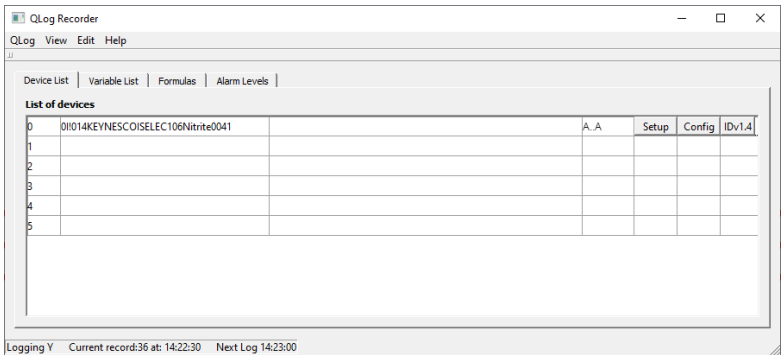 QLog Recorder
QLog View Edit Help
Device List Variable List Formulas Alarm Levels
List of devices
0 0I!014KEYNESCOISELEC106Nitrite0041 A..A Setup Config IDv1.4
1
2
3
4
5
Logging Y Current record:36 at: 14:22:30 Next Log 14:23:00